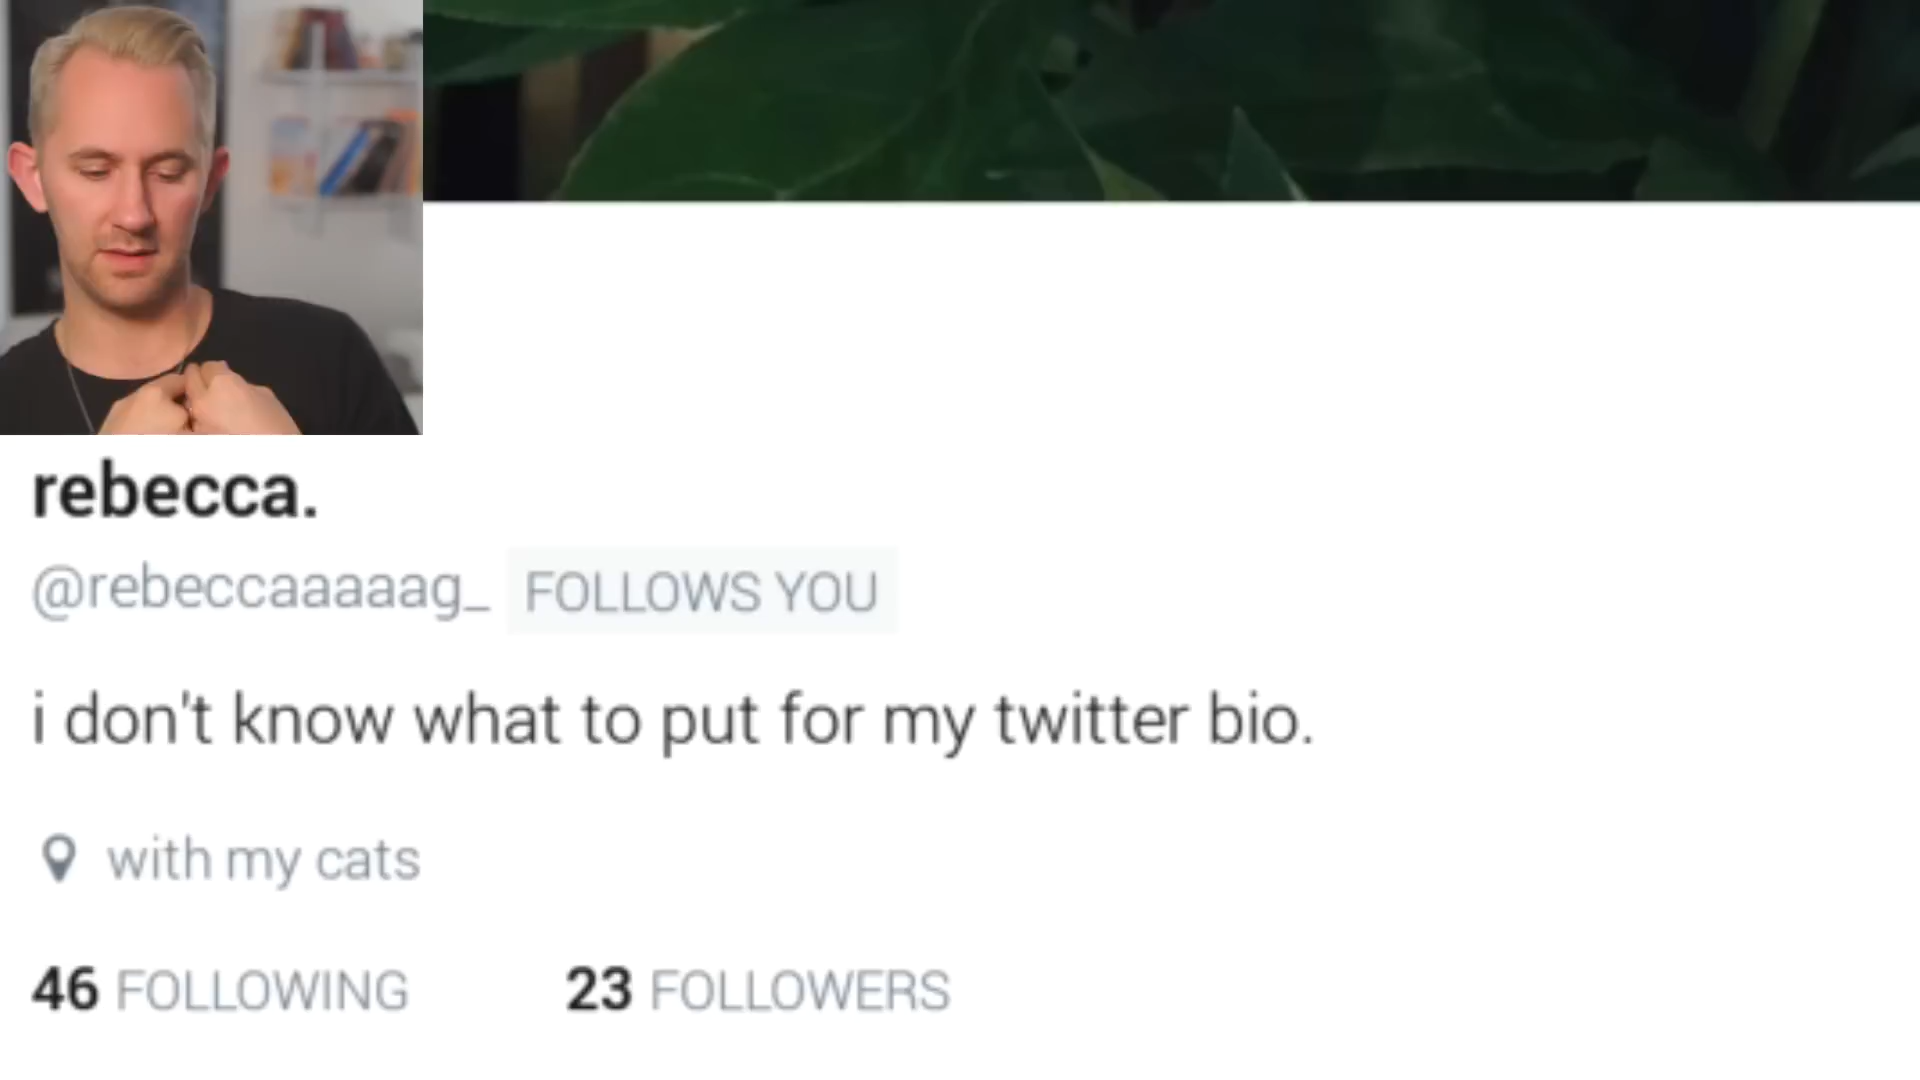 rebecca.
@rebeccaaaaag_ FOLLOWS YOU
i don't know what to put for my twitter bio.
with my cats
46 FOLLOWING 23 FOLLOWERS